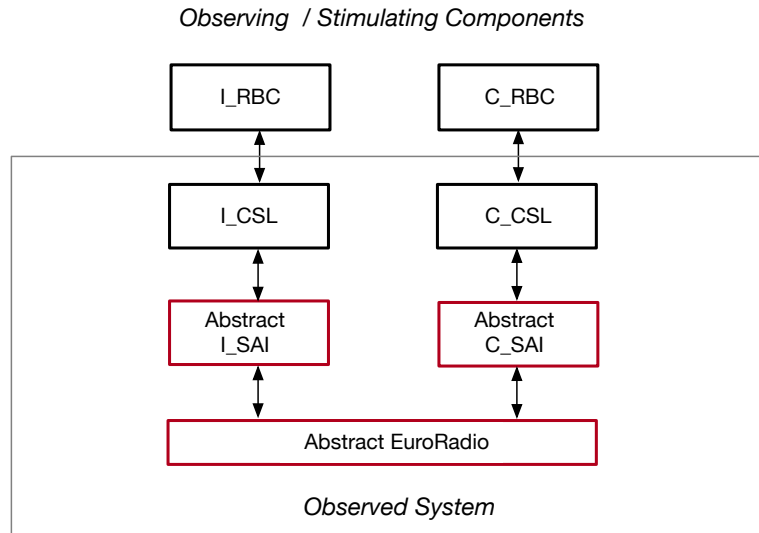 Observing / Stimulating Components
I_RBC
C_RBC
I_CSL
C_CSL
Abstract
I_SAI
Abstract
C_SAI
Abstract EuroRadio
Observed System